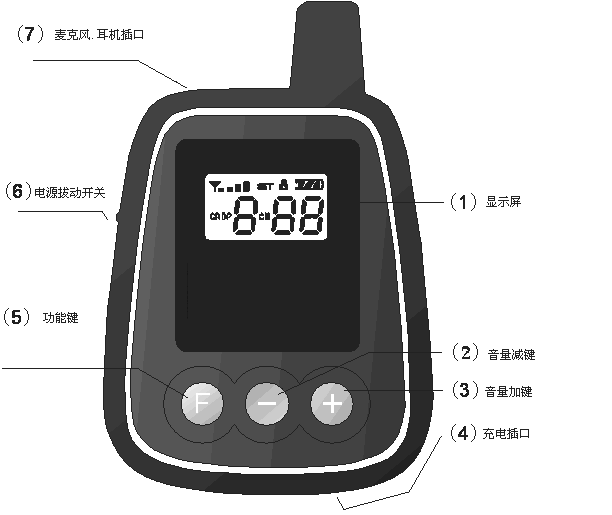 （7） 麦克风.耳机插口
（6）电源拔动开关
（1） 显示屏
8 88
（5） 功能键
（2） 音量减键
（3） 音量加键
F − +
（4） 充电插口